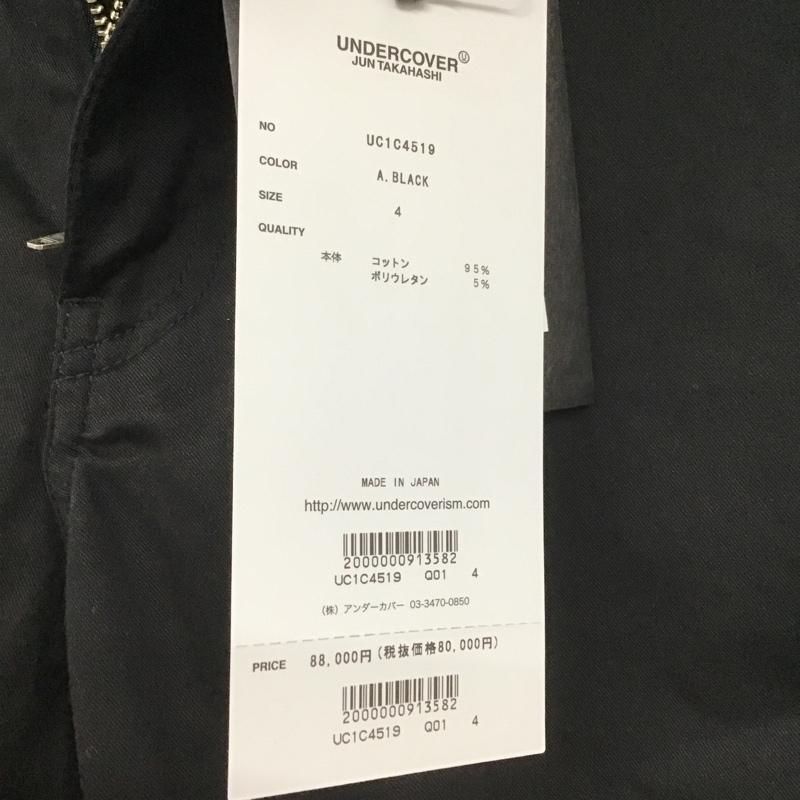 UNDERCOVER Ⓤ
JUN TAKAHASHI
NO UC1C4519
COLOR A.BLACK
SIZE 4
QUALITY
本体 コットン 95%
ポリウレタン 5%
MADE IN JAPAN
http://www.undercoverism.com
2000000913582
UC1C4519 Q01 4
(株) アンダーカバー 03-3470-0850
PRICE 88,000円(税抜価格80,000円)
2000000913582
UC1C4519 Q01 4